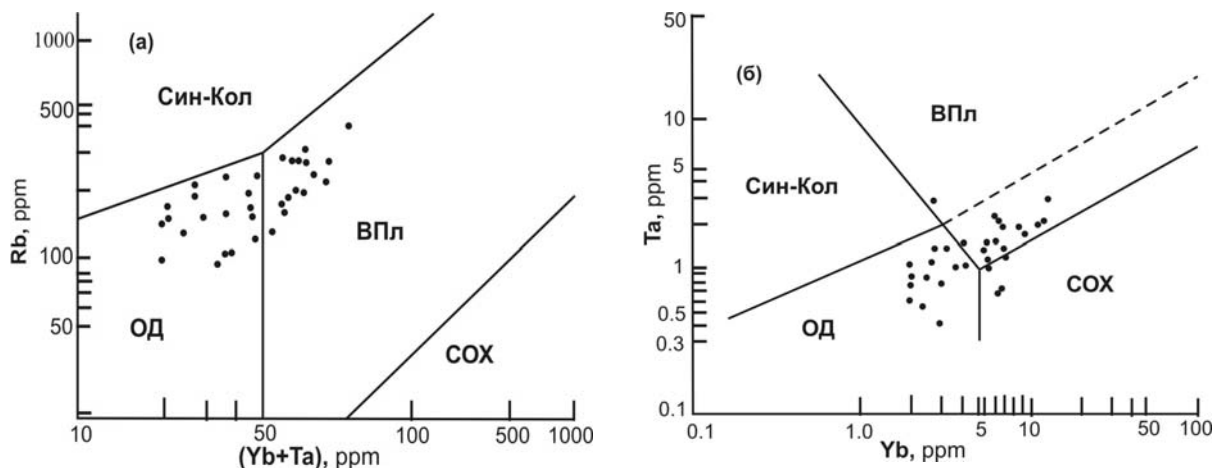 (а)
1000
500
100
50
Rb, ppm
Син-Кол
ВПл
ОД
СОХ
10 50 100 500 1000
(Yb+Ta), ppm
(б)
50
10
5
1
0.5
0.3
0.1
Ta, ppm
ВПл
Син-Кол
ОД
СОХ
0.1 1.0 5 10 100
Yb, ppm